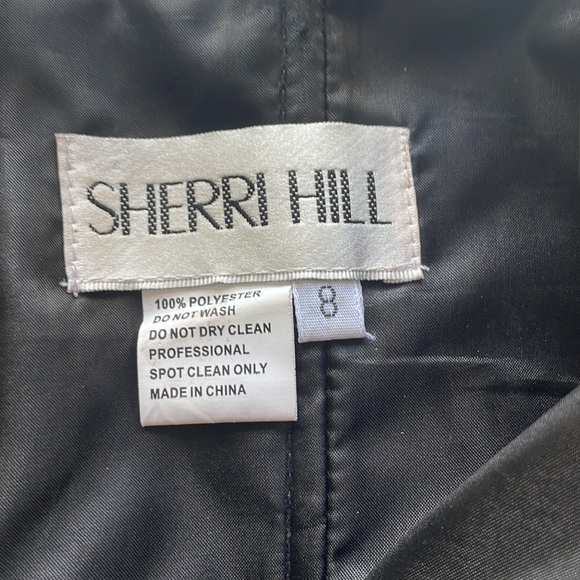 SHERRI HILL
100% POLYESTER
DO NOT WASH
DO NOT DRY CLEAN
PROFESSIONAL
SPOT CLEAN ONLY
MADE IN CHINA
8